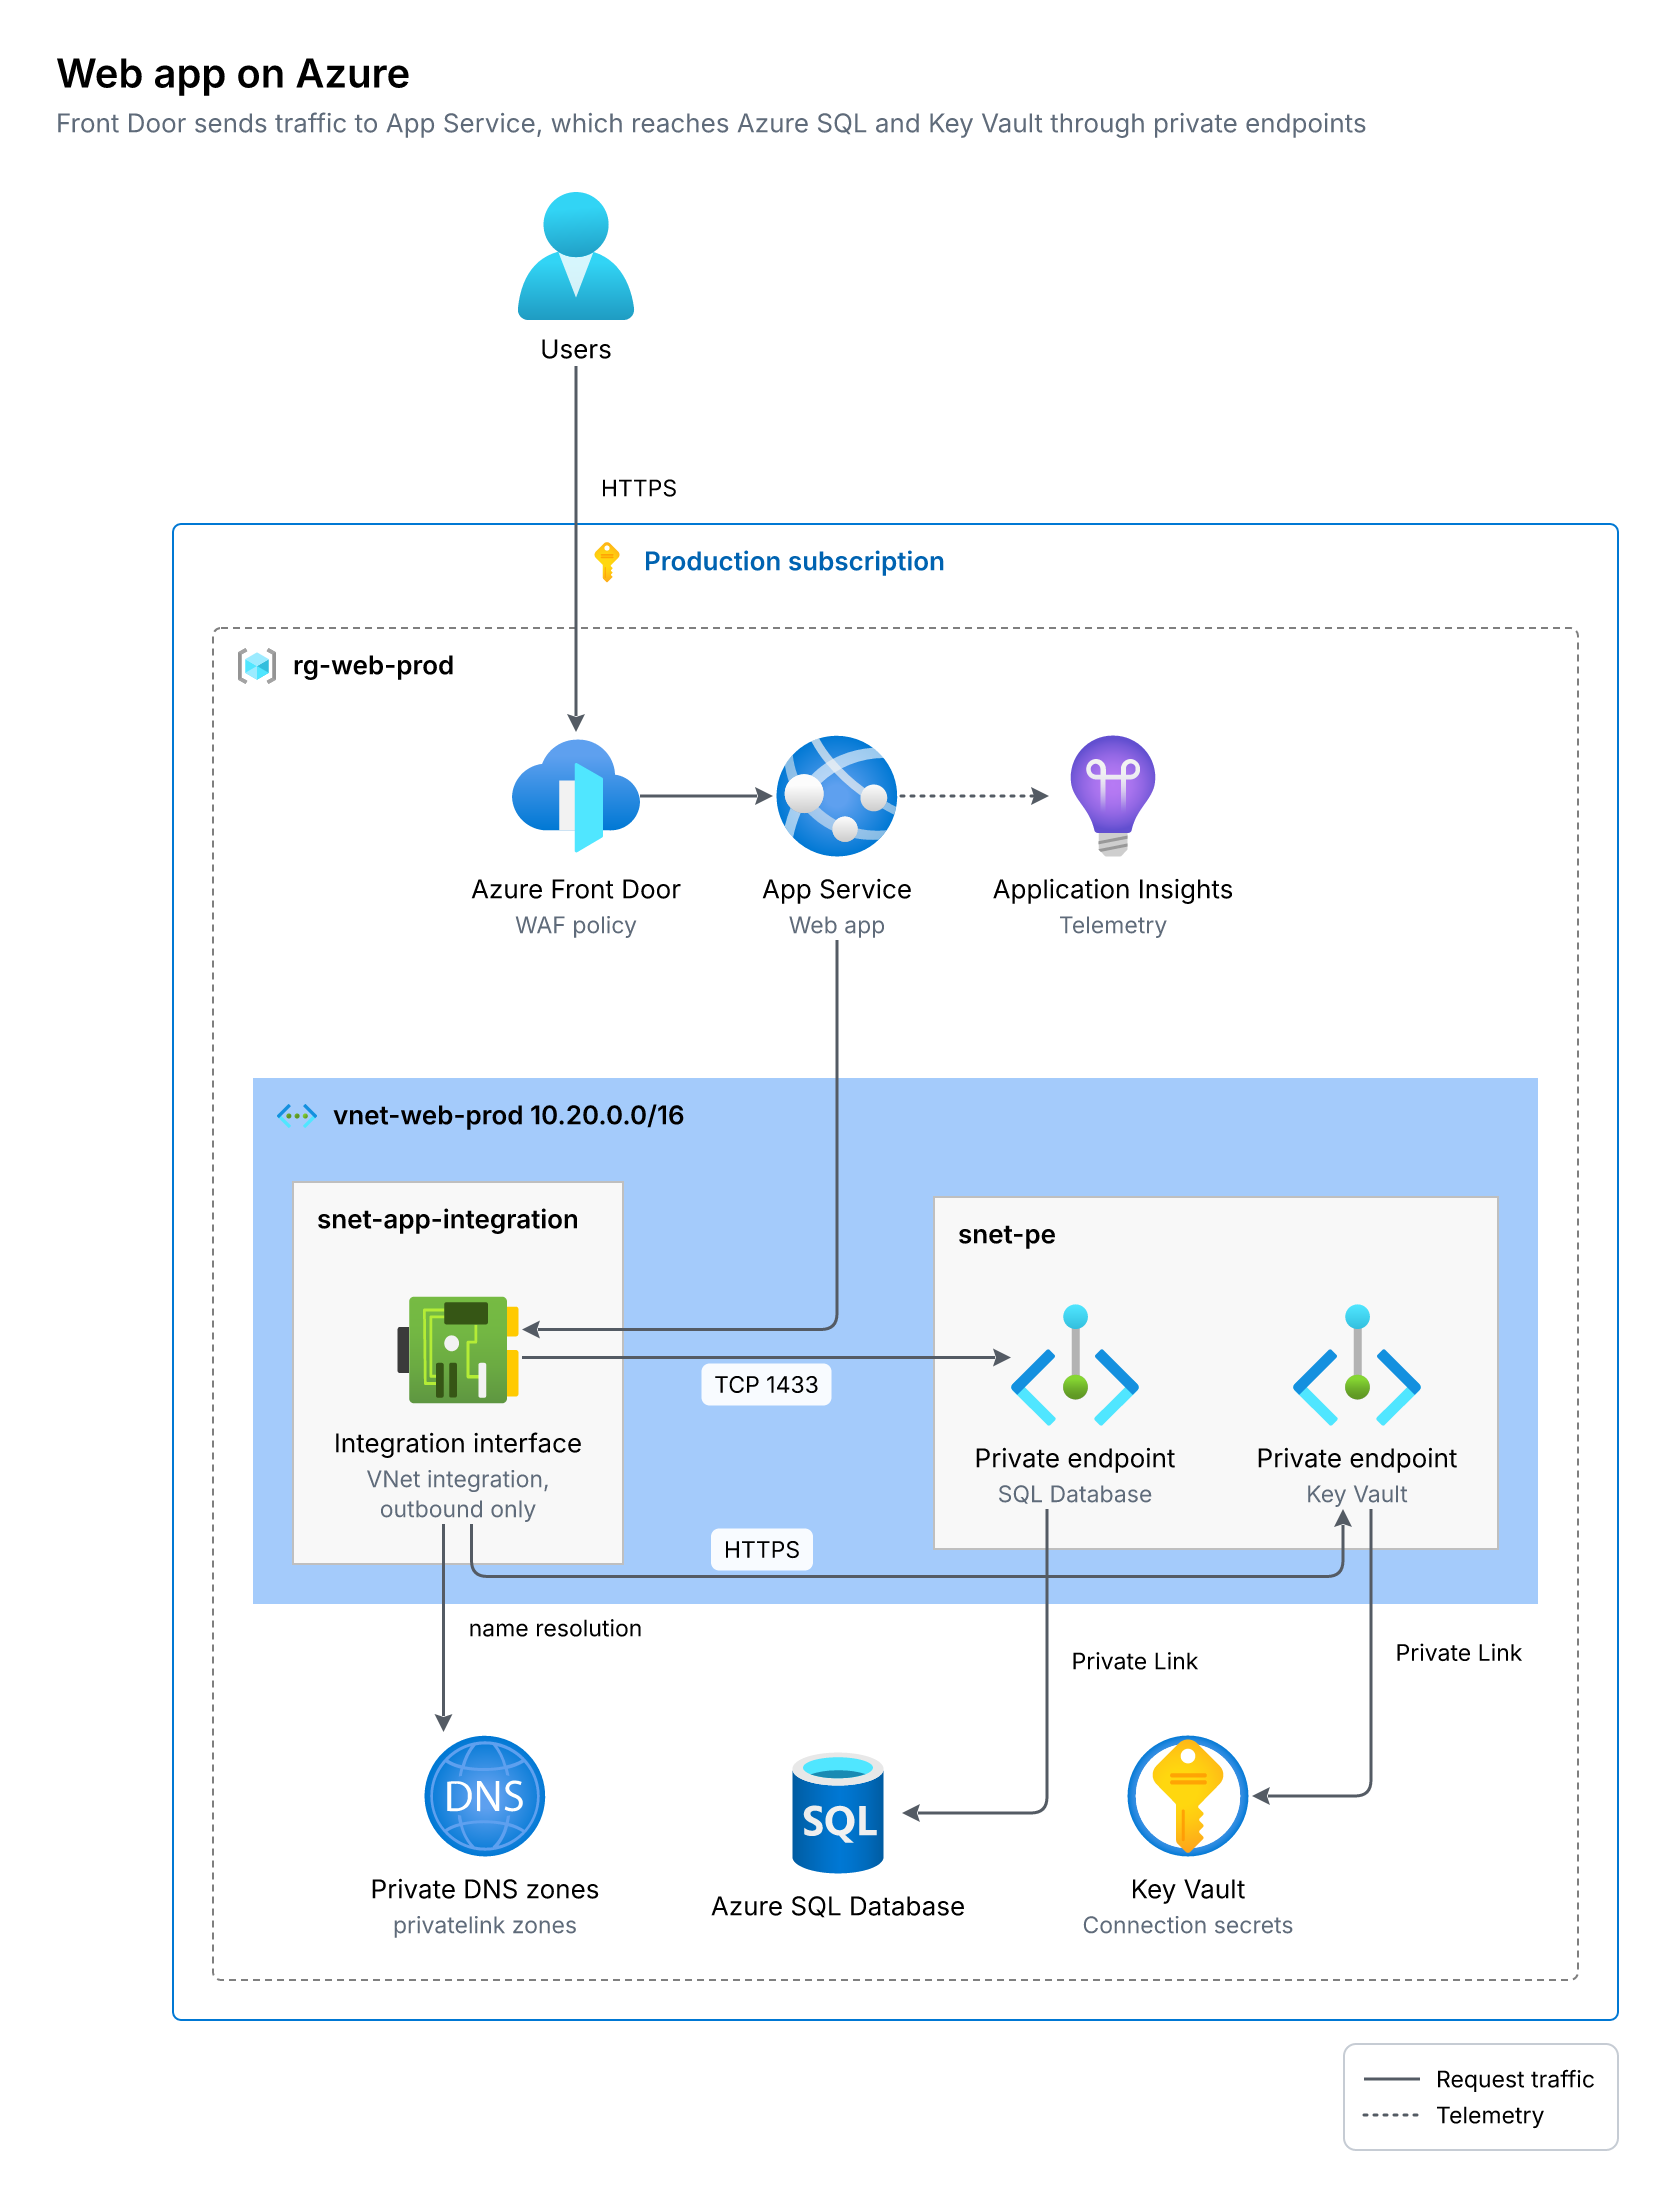 Web app on Azure
Front Door sends traffic to App Service, which reaches Azure SQL and Key Vault through private endpoints
Users
HTTPS
Production subscription
rg-web-prod
Azure Front Door
WAF policy
App Service
Web app
Application Insights
Telemetry
vnet-web-prod 10.20.0.0/16
snet-app-integration
snet-pe
TCP 1433
Integration interface
VNet integration,
outbound only
Private endpoint
SQL Database
Private endpoint
Key Vault
HTTPS
name resolution
Private Link
Private Link
DNS
SQL
Private DNS zones
privatelink zones
Azure SQL Database
Key Vault
Connection secrets
Request traffic
Telemetry